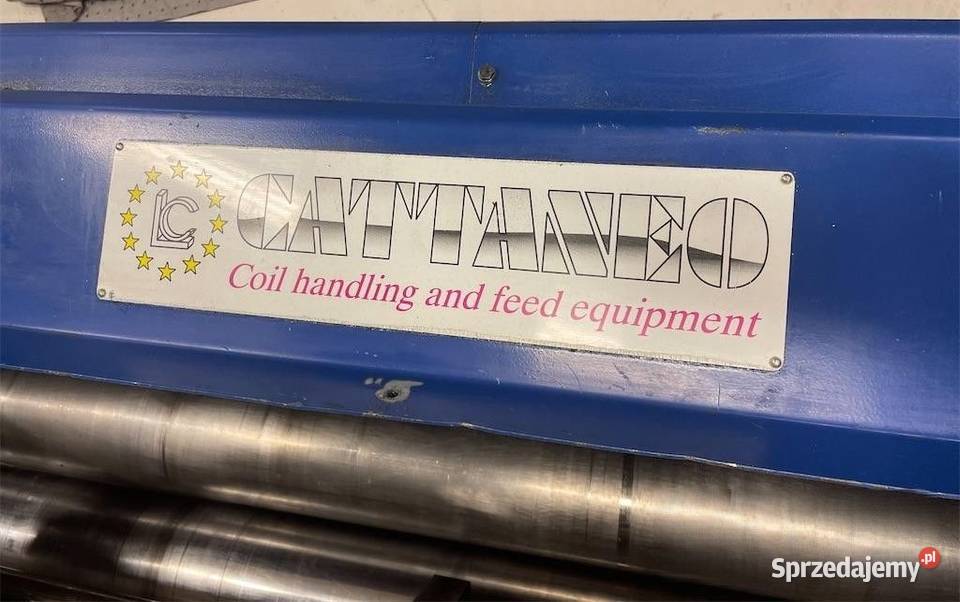 LC
CATTANEO
Coil handling and feed equipment
Sprzedajemy.pl